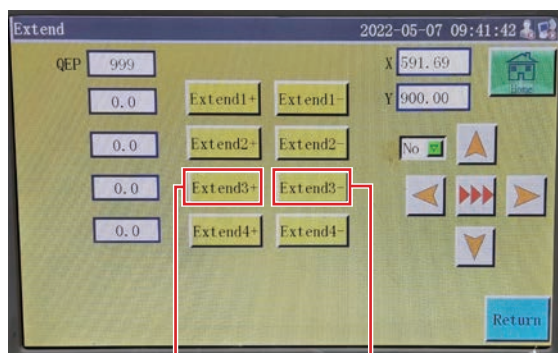 Extend 2022-05-07 09:41:42
QEP 999 X 591.69 Home
0.0 Extend1+ Extend1- Y 900.00
0.0 Extend2+ Extend2- No
0.0 Extend3+ Extend3-
0.0 Extend4+ Extend4-
Return